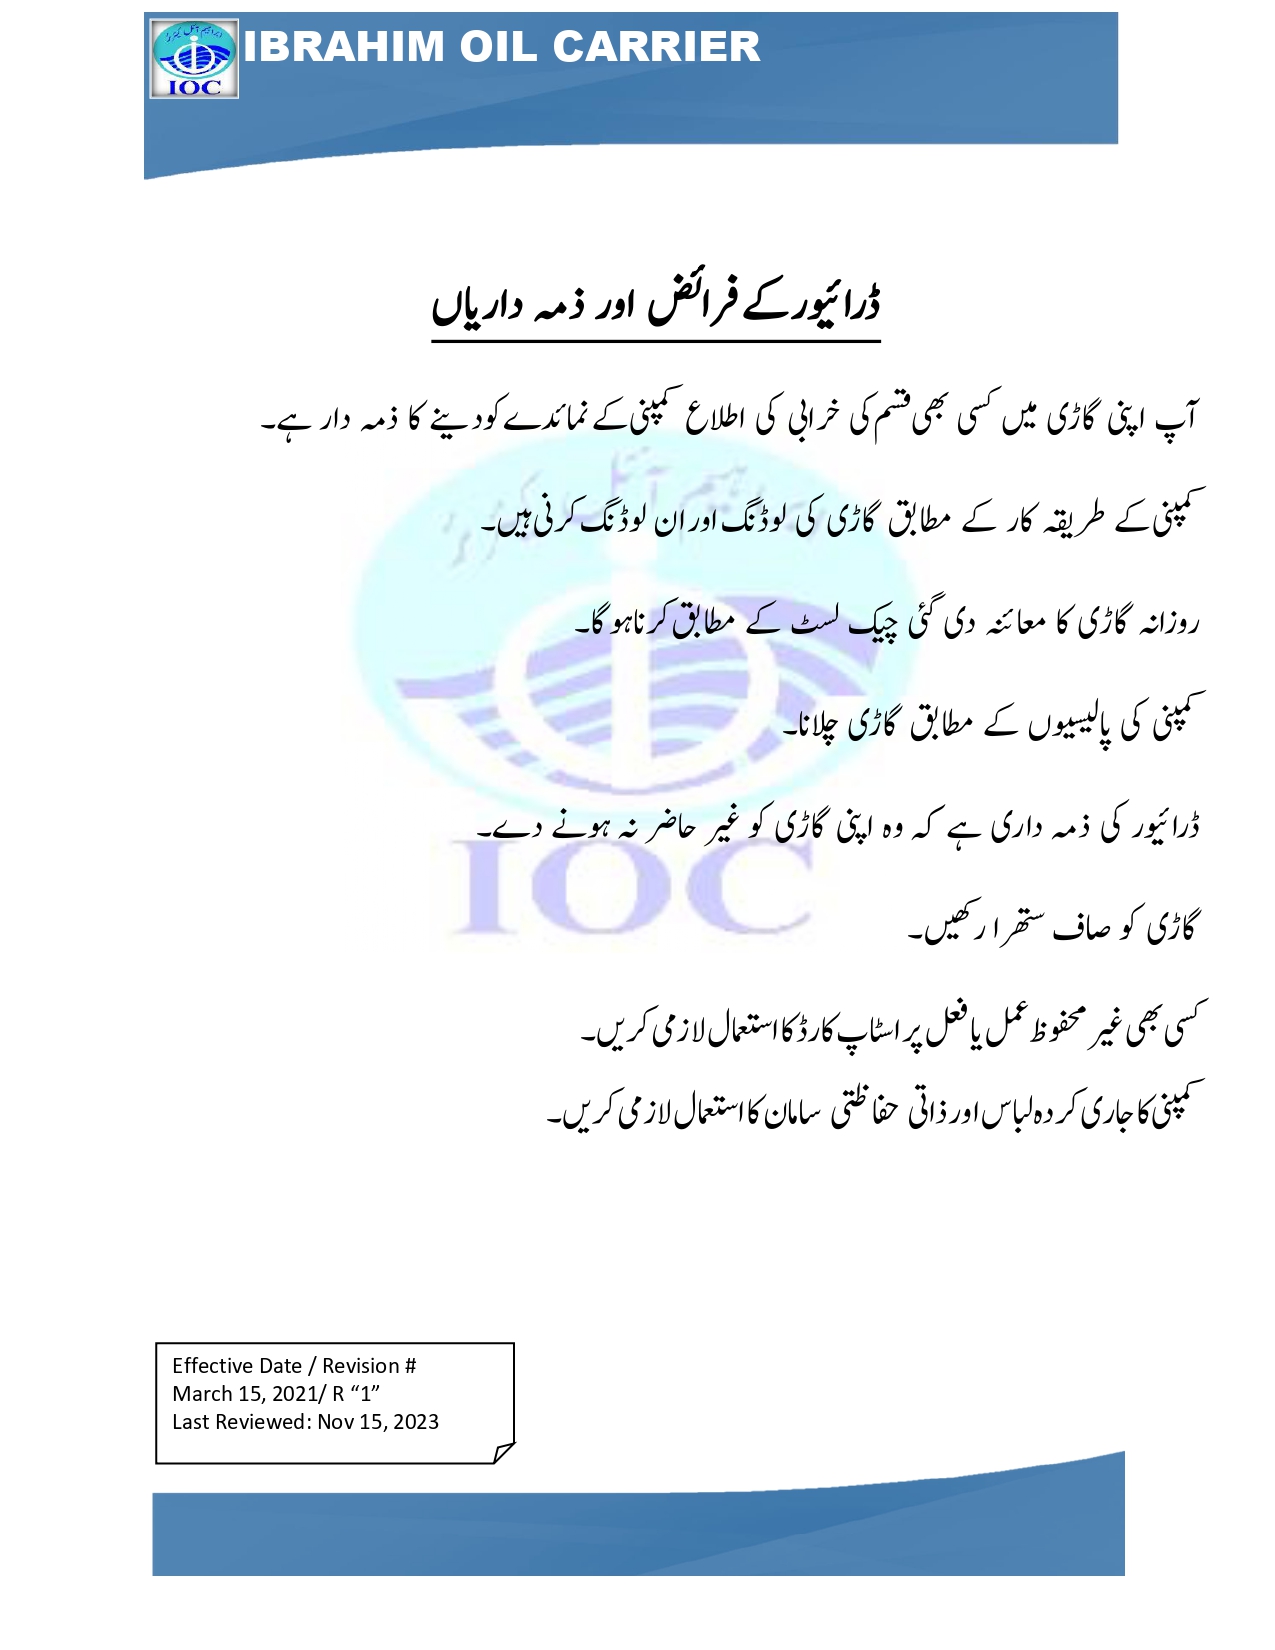 IBRAHIM OIL CARRIER
IOC
ڈرائیور کے فرائض اور ذمہ داریاں
آپ اپنی گاڑی میں کسی بھی قسم کی خرابی کی اطلاع کمپنی کے نمائدے کو دینے کا ذمہ دار ہے۔
کمپنی کے طریقہ کار کے مطابق گاڑی کی لوڈنگ اور ان لوڈنگ کرنی ہیں۔
روزانہ گاڑی کا معائنہ دی گئی چیک لسٹ کے مطابق کرنا ہو گا۔
کمپنی کی پالیسیوں کے مطابق گاڑی چلانا۔
ڈرائیور کی ذمہ داری ہے کہ وہ اپنی گاڑی کو غیر حاضر نہ ہونے دے۔
IOC
گاڑی کو صاف ستھرا رکھیں۔
کسی بھی غیر محفوظ عمل یا فعل پر اسٹاپ کارڈ کا استعمال لازمی کریں۔
کمپنی کا جاری کردہ لباس اور ذاتی حفاظتی سامان کا استعمال لازمی کریں۔
Effective Date / Revision #
March 15, 2021/ R “1”
Last Reviewed: Nov 15, 2023